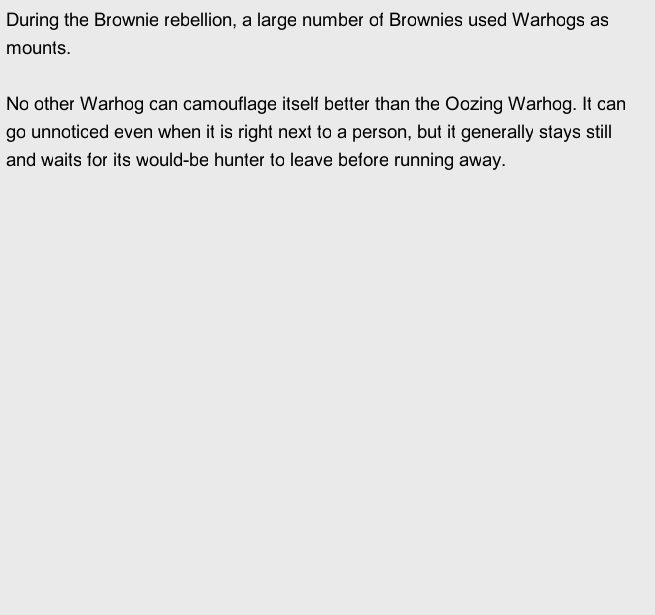 During the Brownie rebellion, a large number of Brownies used Warhogs as
mounts.
No other Warhog can camouflage itself better than the Oozing Warhog. It can
go unnoticed even when it is right next to a person, but it generally stays still
and waits for its would-be hunter to leave before running away.